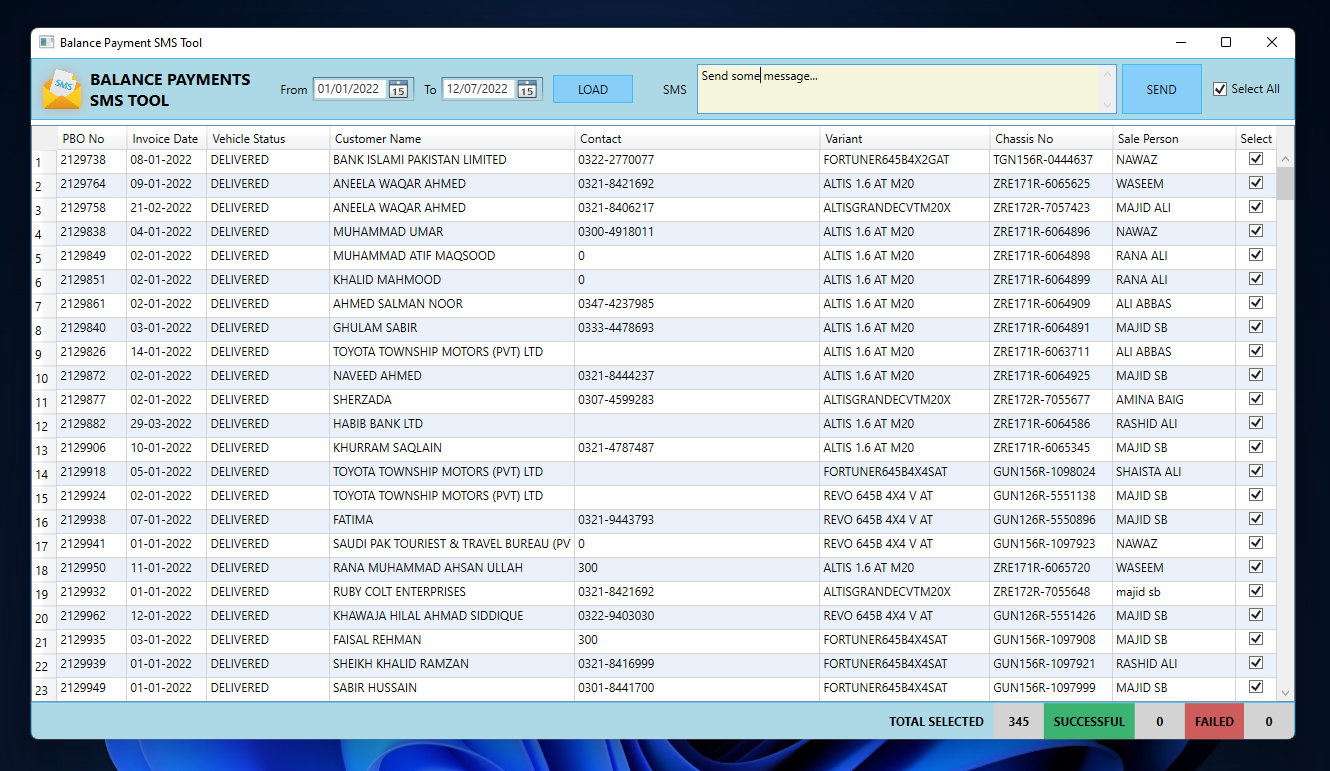 Balance Payment SMS Tool
SMS
BALANCE PAYMENTS
SMS TOOL
From 01/01/2022 15 To 12/07/2022 15 LOAD SMS Send some message... SEND Select All
PBO No Invoice Date Vehicle Status Customer Name Contact Variant Chassis No Sale Person Select
1 2129738 08-01-2022 DELIVERED BANK ISLAMI PAKISTAN LIMITED 0322-2770077 FORTUNER645B4X2GAT TGN156R-0444637 NAWAZ
2 2129764 09-01-2022 DELIVERED ANEELA WAQAR AHMED 0321-8421692 ALTIS 1.6 AT M20 ZRE171R-6065625 WASEEM
3 2129758 21-02-2022 DELIVERED ANEELA WAQAR AHMED 0321-8406217 ALTISGRANDECVTM20X ZRE172R-7057423 MAJID ALI
4 2129838 04-01-2022 DELIVERED MUHAMMAD UMAR 0300-4918011 ALTIS 1.6 AT M20 ZRE171R-6064896 NAWAZ
5 2129849 02-01-2022 DELIVERED MUHAMMAD ATIF MAQSOOD 0 ALTIS 1.6 AT M20 ZRE171R-6064898 RANA ALI
6 2129851 02-01-2022 DELIVERED KHALID MAHMOOD 0 ALTIS 1.6 AT M20 ZRE171R-6064899 RANA ALI
7 2129861 02-01-2022 DELIVERED AHMED SALMAN NOOR 0347-4237985 ALTIS 1.6 AT M20 ZRE171R-6064909 ALI ABBAS
8 2129840 03-01-2022 DELIVERED GHULAM SABIR 0333-4478693 ALTIS 1.6 AT M20 ZRE171R-6064891 MAJID SB
9 2129826 14-01-2022 DELIVERED TOYOTA TOWNSHIP MOTORS (PVT) LTD ALTIS 1.6 AT M20 ZRE171R-6063711 ALI ABBAS
10 2129872 02-01-2022 DELIVERED NAVEED AHMED 0321-8444237 ALTIS 1.6 AT M20 ZRE171R-6064925 MAJID SB
11 2129877 02-01-2022 DELIVERED SHERZADA 0307-4599283 ALTISGRANDECVTM20X ZRE172R-7055677 AMINA BAIG
12 2129882 29-03-2022 DELIVERED HABIB BANK LTD ALTIS 1.6 AT M20 ZRE171R-6064586 RASHID ALI
13 2129906 10-01-2022 DELIVERED KHURRAM SAQLAIN 0321-4787487 ALTIS 1.6 AT M20 ZRE171R-6065345 MAJID SB
14 2129918 05-01-2022 DELIVERED TOYOTA TOWNSHIP MOTORS (PVT) LTD FORTUNER645B4X4SAT GUN156R-1098024 SHAISTA ALI
15 2129924 02-01-2022 DELIVERED TOYOTA TOWNSHIP MOTORS (PVT) LTD REVO 645B 4X4 V AT GUN126R-5551138 MAJID SB
16 2129938 07-01-2022 DELIVERED FATIMA 0321-9443793 REVO 645B 4X4 V AT GUN126R-5550896 MAJID SB
17 2129941 01-01-2022 DELIVERED SAUDI PAK TOURIEST & TRAVEL BUREAU (PV 0 REVO 645B 4X4 V AT GUN156R-1097923 NAWAZ
18 2129950 11-01-2022 DELIVERED RANA MUHAMMAD AHSAN ULLAH 300 ALTIS 1.6 AT M20 ZRE171R-6065720 WASEEM
19 2129932 01-01-2022 DELIVERED RUBY COLT ENTERPRISES 0321-8421692 ALTISGRANDECVTM20X ZRE172R-7055648 majid sb
20 2129962 12-01-2022 DELIVERED KHAWAJA HILAL AHMAD SIDDIQUE 0322-9403030 REVO 645B 4X4 V AT GUN126R-5551426 MAJID SB
21 2129935 03-01-2022 DELIVERED FAISAL REHMAN 300 FORTUNER645B4X4SAT GUN156R-1097908 MAJID SB
22 2129939 01-01-2022 DELIVERED SHEIKH KHALID RAMZAN 0321-8416999 FORTUNER645B4X4SAT GUN156R-1097921 RASHID ALI
23 2129949 01-01-2022 DELIVERED SABIR HUSSAIN 0301-8441700 FORTUNER645B4X4SAT GUN156R-1097999 MAJID SB
TOTAL SELECTED 345 SUCCESSFUL 0 FAILED 0